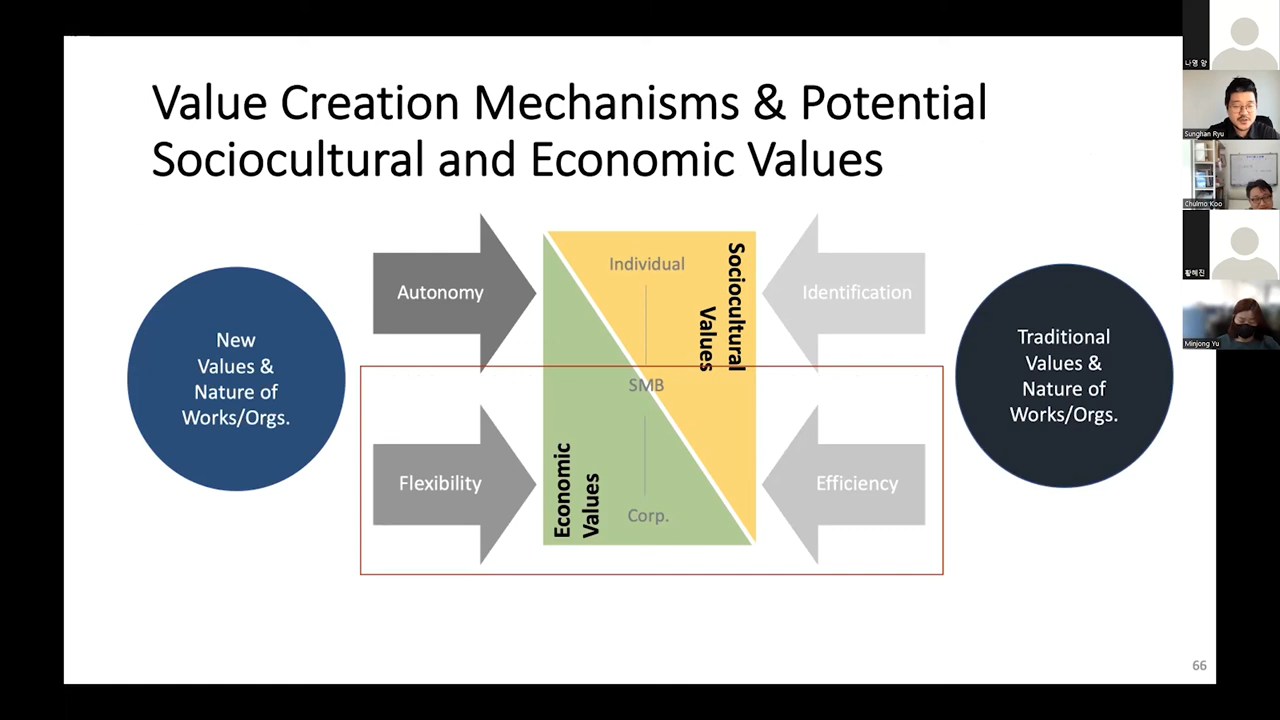 Value Creation Mechanisms & Potential
Sociocultural and Economic Values
New
Values &
Nature of
Works/Orgs.
Autonomy
Flexibility
Individual
SMB
Corp.
Sociocultural
Values
Economic
Values
Identification
Efficiency
Traditional
Values &
Nature of
Works/Orgs.
66
나영 양
Sunghan Ryu
Chulmo Koo
황혜진
Minjong Yu